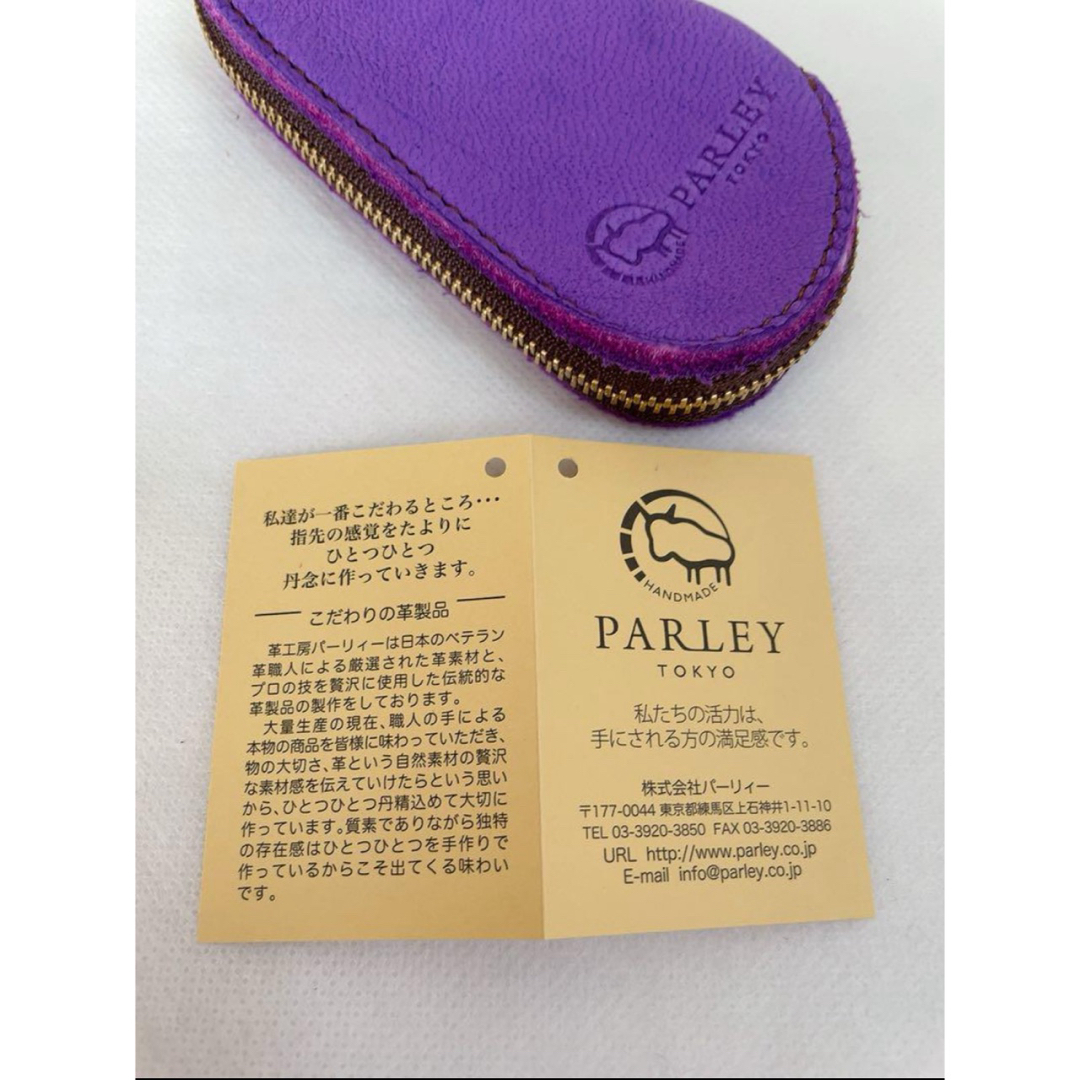 PARLEY
TOKYO
HANDMADE
私達が一番こだわるところ・・・
指先の感覚をたよりに
ひとつひとつ
丹念に作っていきます。
こだわりの革製品
革工房パーリィーは日本のベテラン
革職人による厳選された革素材と、
プロの技を贅沢に使用した伝統的な
革製品の製作をしております。
大量生産の現在、職人の手による
本物の商品を皆様に味わっていただき、
物の大切さ、革という自然素材の贅沢
な素材感を伝えていけたらという思い
から、ひとつひとつ丹精込めて大切に
作っています。質素でありながら独特
の存在感はひとつひとつを手作りで
作っているからこそ出てくる味わい
です。
HANDMADE
PARLEY
TOKYO
私たちの活力は、
手にされる方の満足感です。
株式会社パーリィー
〒177-0044 東京都練馬区上石神井1-11-10
TEL 03-3920-3850 FAX 03-3920-3886
URL http://www.parley.co.jp
E-mail info@parley.co.jp